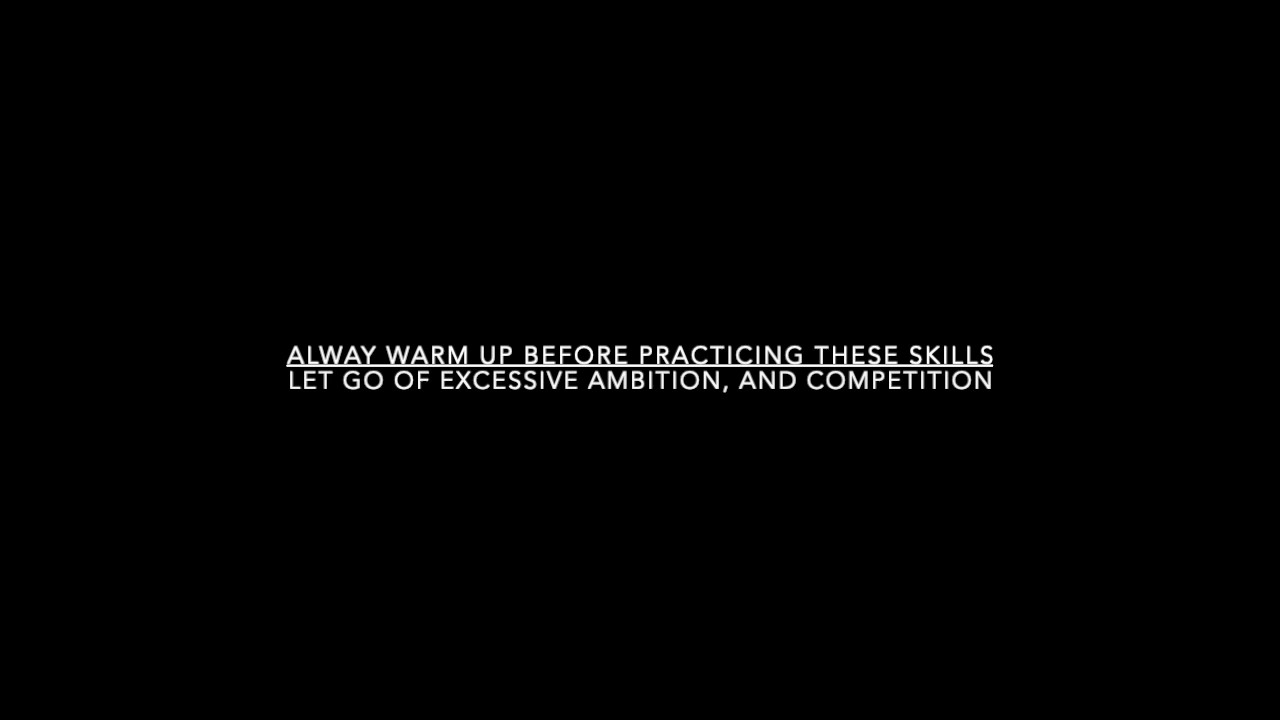 ALWAY WARM UP BEFORE PRACTICING THESE SKILLS
LET GO OF EXCESSIVE AMBITION, AND COMPETITION